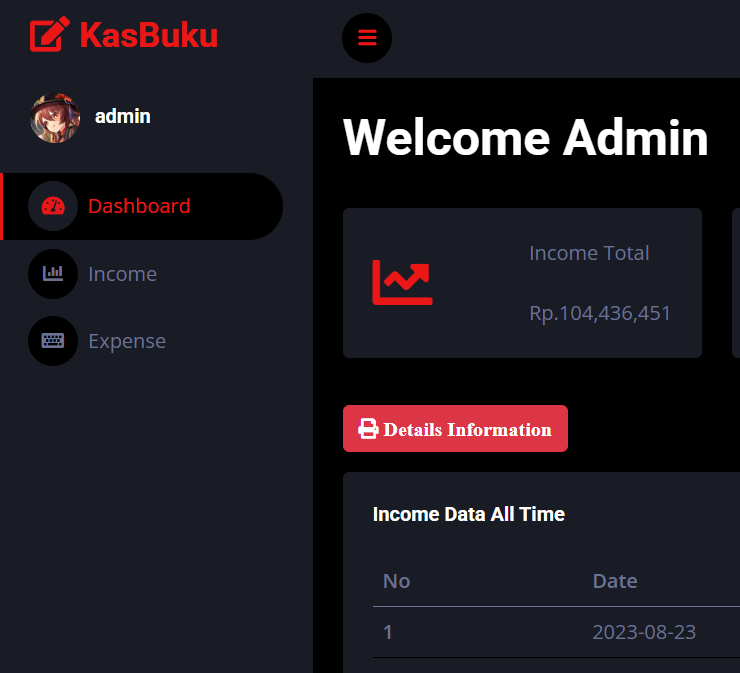 KasBuku
admin
Dashboard
Income
Expense
Welcome Admin
Income Total
Rp.104,436,451
Details Information
Income Data All Time
No Date
1 2023-08-23